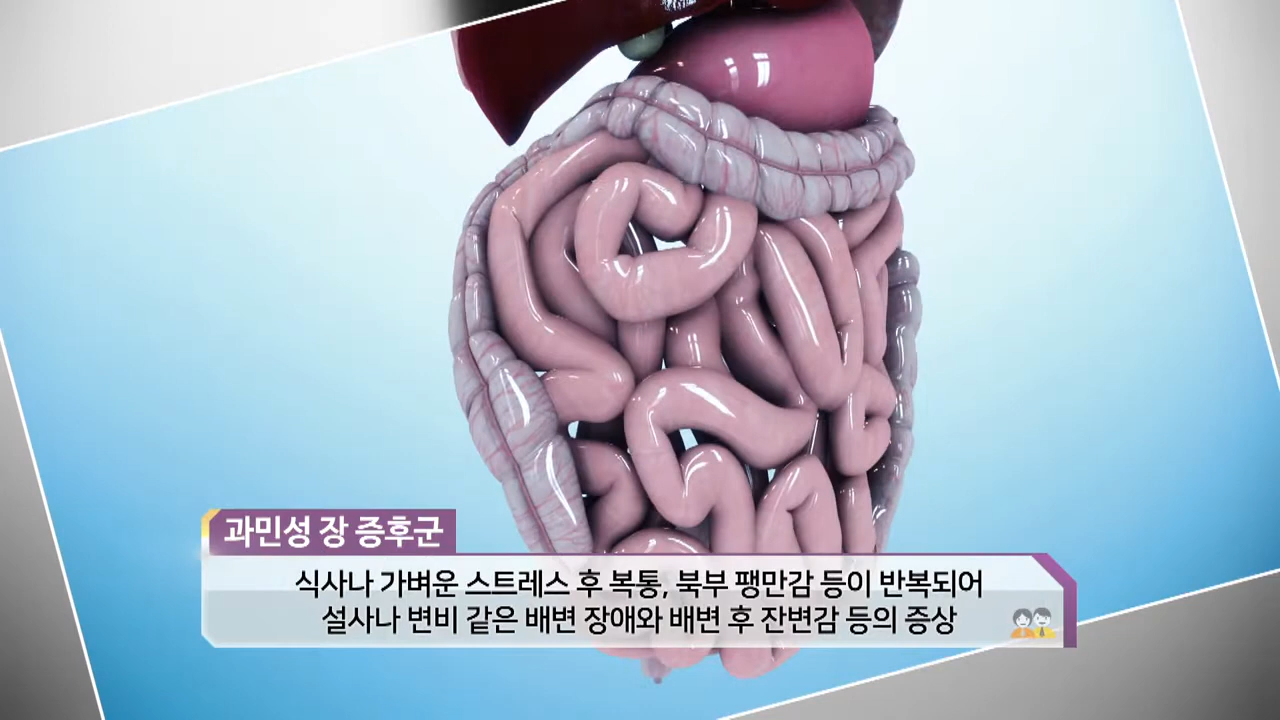 과민성 장 증후군
식사나 가벼운 스트레스 후 복통, 북부 팽만감 등이 반복되어
설사나 변비 같은 배변 장애와 배변 후 잔변감 등의 증상